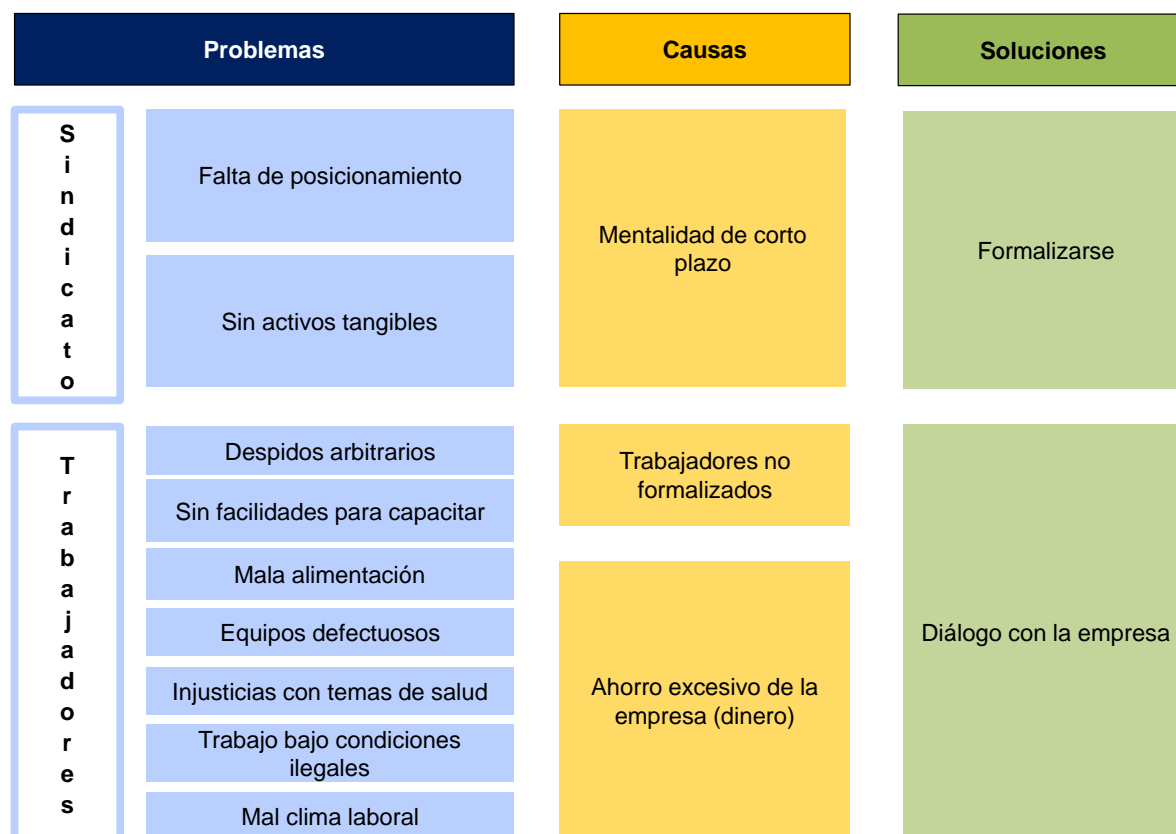 Problemas
Causas
Soluciones
Sindicato
Falta de posicionamiento
Sin activos tangibles
Mentalidad de corto
plazo
Formalizarse
Trabajadores
Despidos arbitrarios
Sin facilidades para capacitar
Mala alimentación
Equipos defectuosos
Injusticias con temas de salud
Trabajo bajo condiciones
ilegales
Mal clima laboral
Trabajadores no
formalizados
Ahorro excesivo de la
empresa (dinero)
Diálogo con la empresa